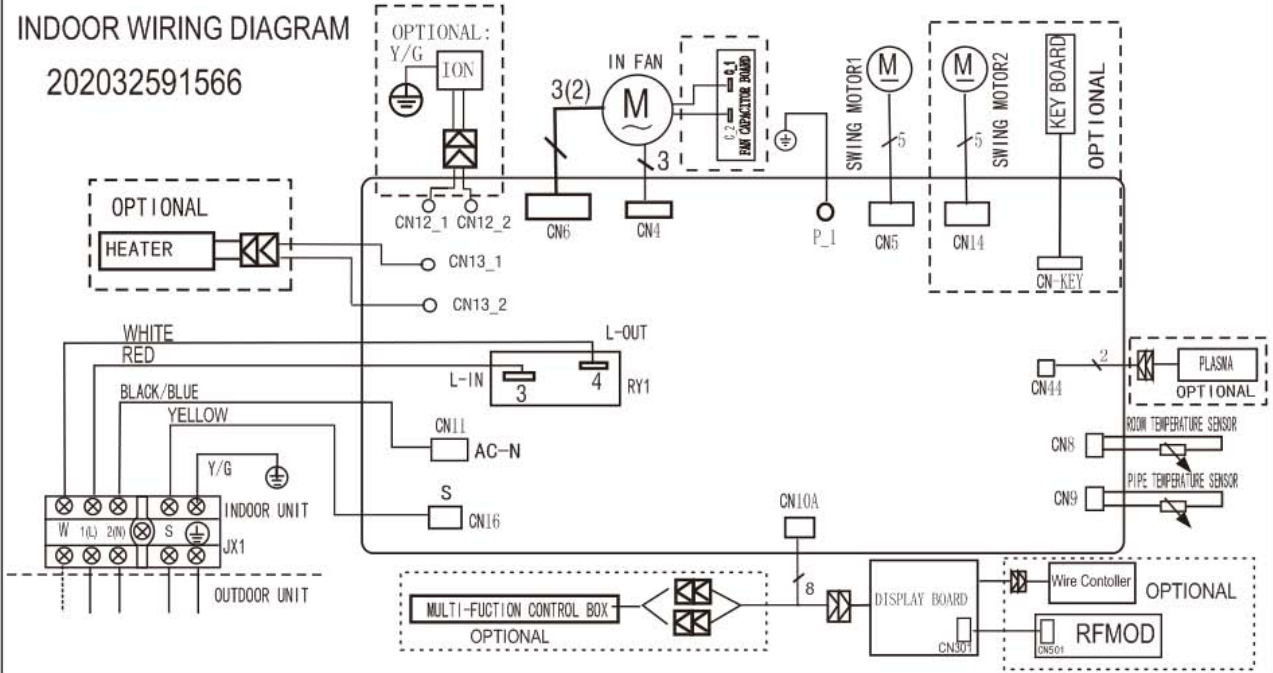 INDOOR WIRING DIAGRAM
202032591566
OPTIONAL:
Y/G
ION
IN FAN
3(2)
M
3
C_1
C_2
FAN CAPACITOR BOARD
SWING MOTOR1
M
5
M
5
SWING MOTOR2
KEY BOARD
OPTIONAL
OPTIONAL
HEATER
CN12_1
CN12_2
CN6
CN4
P_1
CN5
CN14
CN-KEY
CN13_1
CN13_2
WHITE
L-OUT
RED
L-IN
3
4
RY1
BLACK/BLUE
YELLOW
CN11
AC-N
Y/G
S
CN16
INDOOR UNIT
W
1(L)
2(N)
S
JX1
OUTDOOR UNIT
CN44
2
PLASMA
OPTIONAL
ROOM TEMPERATURE SENSOR
CN8
PIPE TEMPERATURE SENSOR
CN9
CN10A
8
MULTI-FUCTION CONTROL BOX
OPTIONAL
DISPLAY BOARD
CN301
Wire Contoller
OPTIONAL
CN501
RFMOD